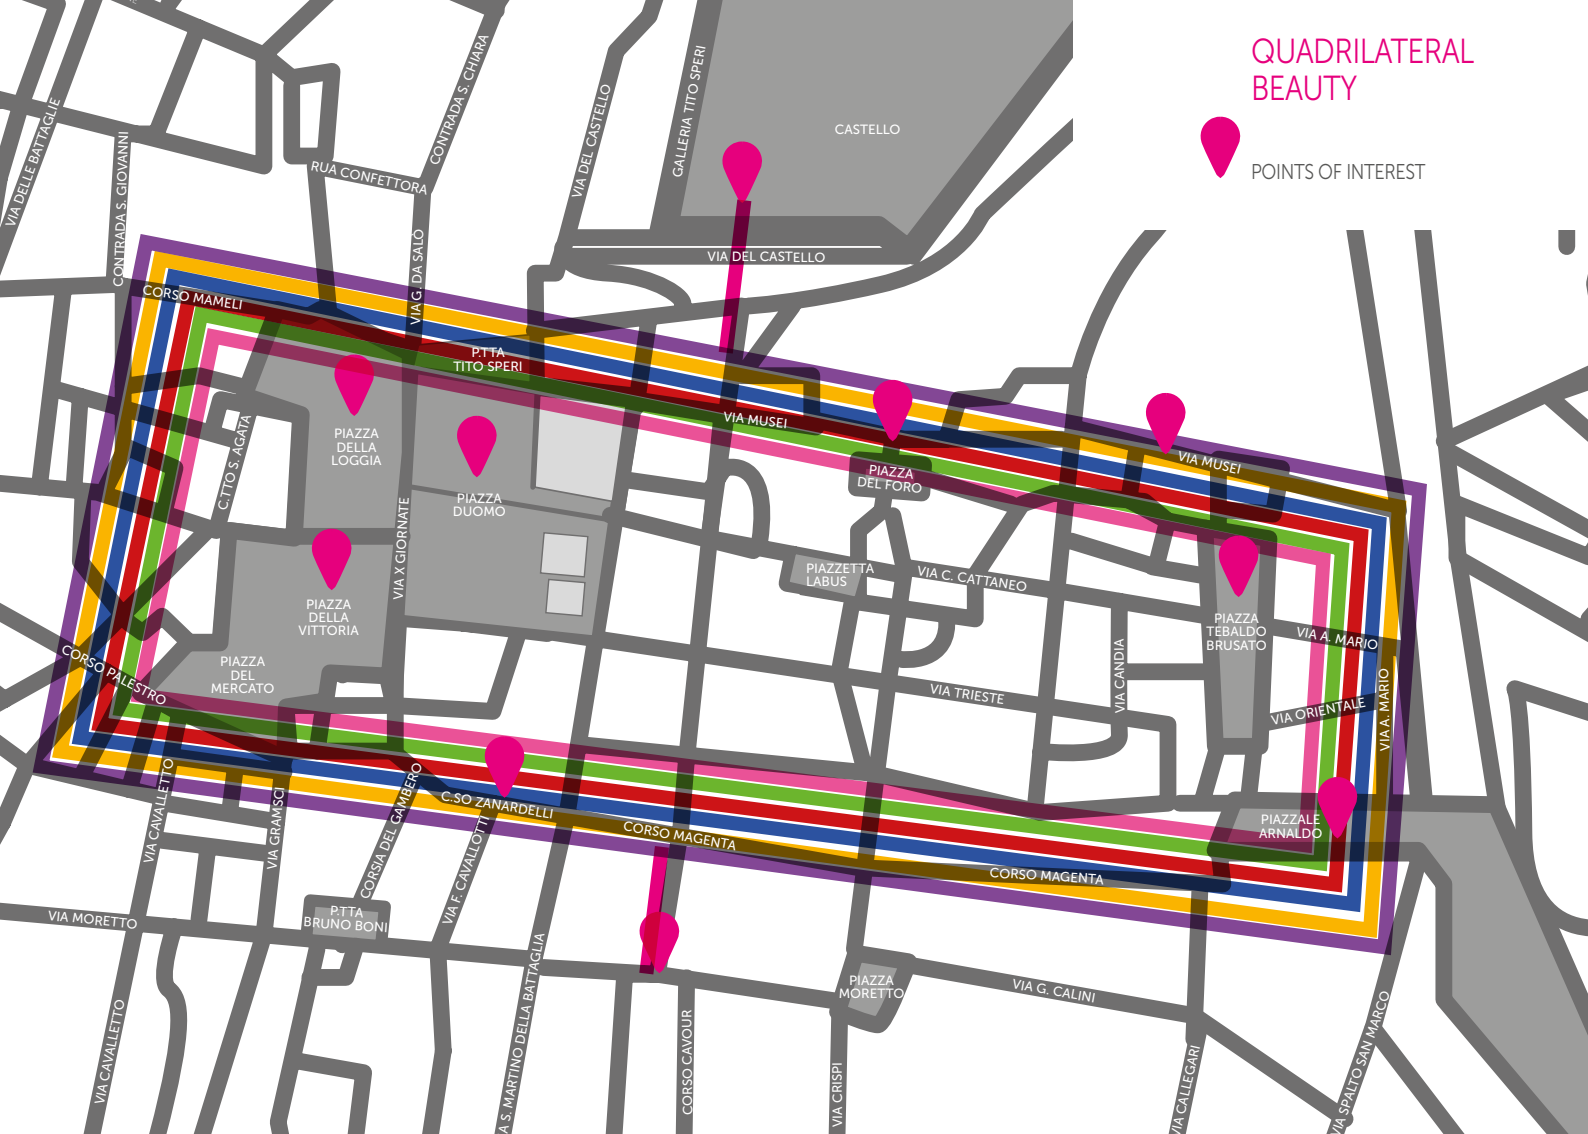 QUADRILATERAL
BEAUTY
POINTS OF INTEREST
CASTELLO
GALLERIA TITO SPERI
VIA DEL CASTELLO
VIA DEL CASTELLO
CONTRADA S. CHIARA
RUA CONFETTORA
VIA DELLE BATTAGLIE
CONTRADA S. GIOVANNI
VIA G. DA SALÒ
CORSO MAMELI
P.TTA
TITO SPERI
VIA MUSEI
VIA MUSEI
PIAZZA
DELLA
LOGGIA
C.TTO S. AGATA
PIAZZA
DUOMO
PIAZZA
DEL FORO
VIA X GIORNATE
PIAZZETTA
LABUS
VIA C. CATTANEO
PIAZZA
DELLA
VITTORIA
PIAZZA
TEBALDO
BRUSATO
VIA A. MARIO
VIA CANDIA
PIAZZA
DEL
MERCATO
CORSO PALESTRO
VIA TRIESTE
VIA ORIENTALE
VIA A. MARIO
C.SO ZANARDELLI
CORSO MAGENTA
CORSO MAGENTA
PIAZZALE
ARNALDO
VIA CAVALLETTO
VIA GRAMSCI
CORSIA DEL GAMBERO
VIA F. CAVALLOTTI
VIA MORETTO
P.TTA
BRUNO BONI
A S. MARTINO DELLA BATTAGLIA
PIAZZA
MORETTO
VIA G. CALINI
VIA CAVALLETTO
CORSO CAVOUR
VIA CRISPI
VIA CALLEGARI
VIA SPALTO SAN MARCO